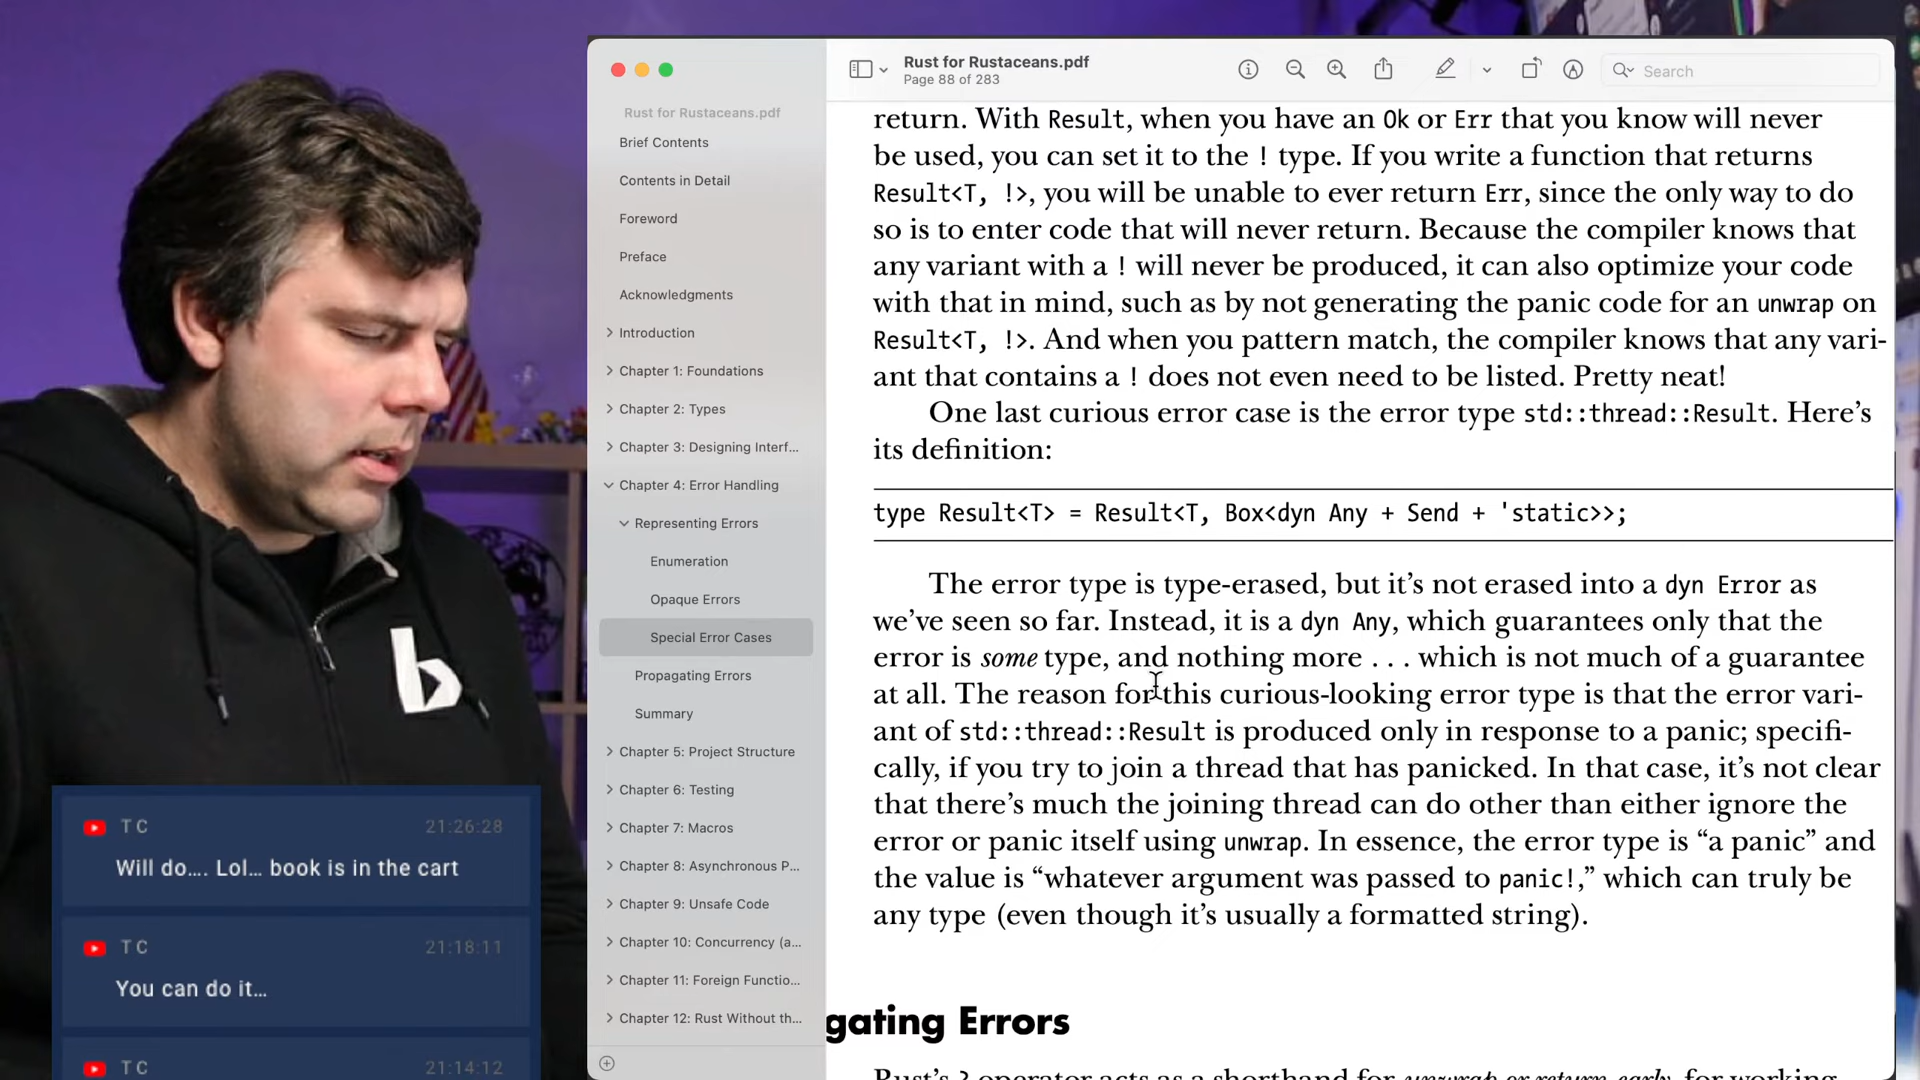 Rust for Rustaceans.pdf
Page 88 of 283
Search
Rust for Rustaceans.pdf
Brief Contents
Contents in Detail
Foreword
Preface
Acknowledgments
Introduction
Chapter 1: Foundations
Chapter 2: Types
Chapter 3: Designing Interf...
Chapter 4: Error Handling
Representing Errors
Enumeration
Opaque Errors
Special Error Cases
Propagating Errors
Summary
Chapter 5: Project Structure
Chapter 6: Testing
Chapter 7: Macros
Chapter 8: Asynchronous P...
Chapter 9: Unsafe Code
Chapter 10: Concurrency (a...
Chapter 11: Foreign Functio...
Chapter 12: Rust Without th...
return. With Result, when you have an Ok or Err that you know will never
be used, you can set it to the ! type. If you write a function that returns
Result<T, !>, you will be unable to ever return Err, since the only way to do
so is to enter code that will never return. Because the compiler knows that
any variant with a ! will never be produced, it can also optimize your code
with that in mind, such as by not generating the panic code for an unwrap on
Result<T, !>. And when you pattern match, the compiler knows that any vari-
ant that contains a ! does not even need to be listed. Pretty neat!
One last curious error case is the error type std::thread::Result. Here's
its definition:
type Result<T> = Result<T, Box<dyn Any + Send + 'static>>;
The error type is type-erased, but it's not erased into a dyn Error as
we've seen so far. Instead, it is a dyn Any, which guarantees only that the
error is some type, and nothing more . . . which is not much of a guarantee
at all. The reason for this curious-looking error type is that the error vari-
ant of std::thread::Result is produced only in response to a panic; specifi-
cally, if you try to join a thread that has panicked. In that case, it's not clear
that there's much the joining thread can do other than either ignore the
error or panic itself using unwrap. In essence, the error type is “a panic” and
the value is “whatever argument was passed to panic!,” which can truly be
any type (even though it's usually a formatted string).
gating Errors
Rust's ? operator acts as a shorthand for unwrap or return early, for working
T C 21:26:28
Will do.... Lol... book is in the cart
T C 21:18:11
You can do it...
T C 21:14:12